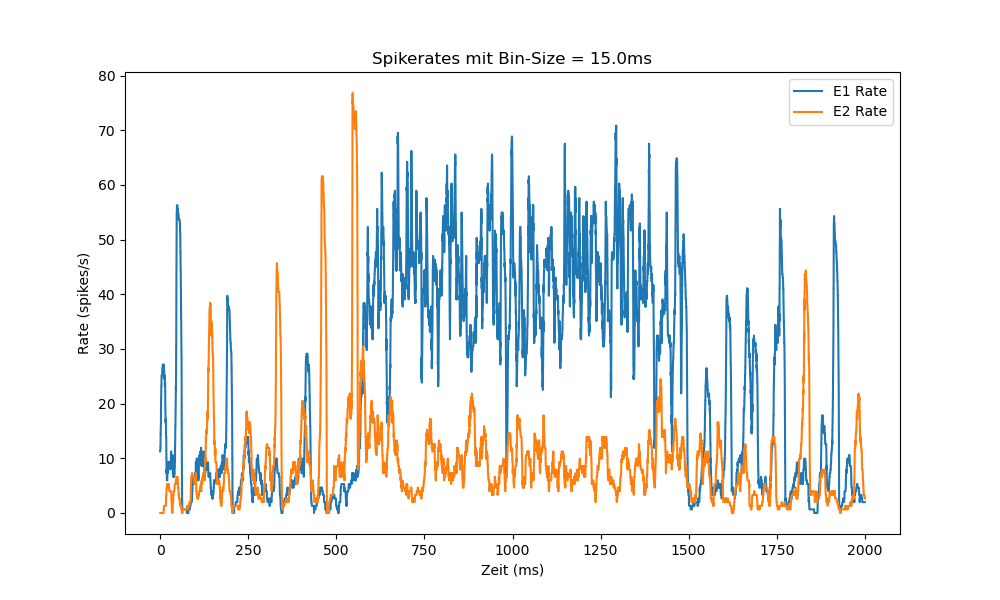 Spikerates mit Bin-Size = 15.0ms
E1 Rate
E2 Rate
80
70
60
50
40
30
20
10
0
Rate (spikes/s)
0 250 500 750 1000 1250 1500 1750 2000
Zeit (ms)